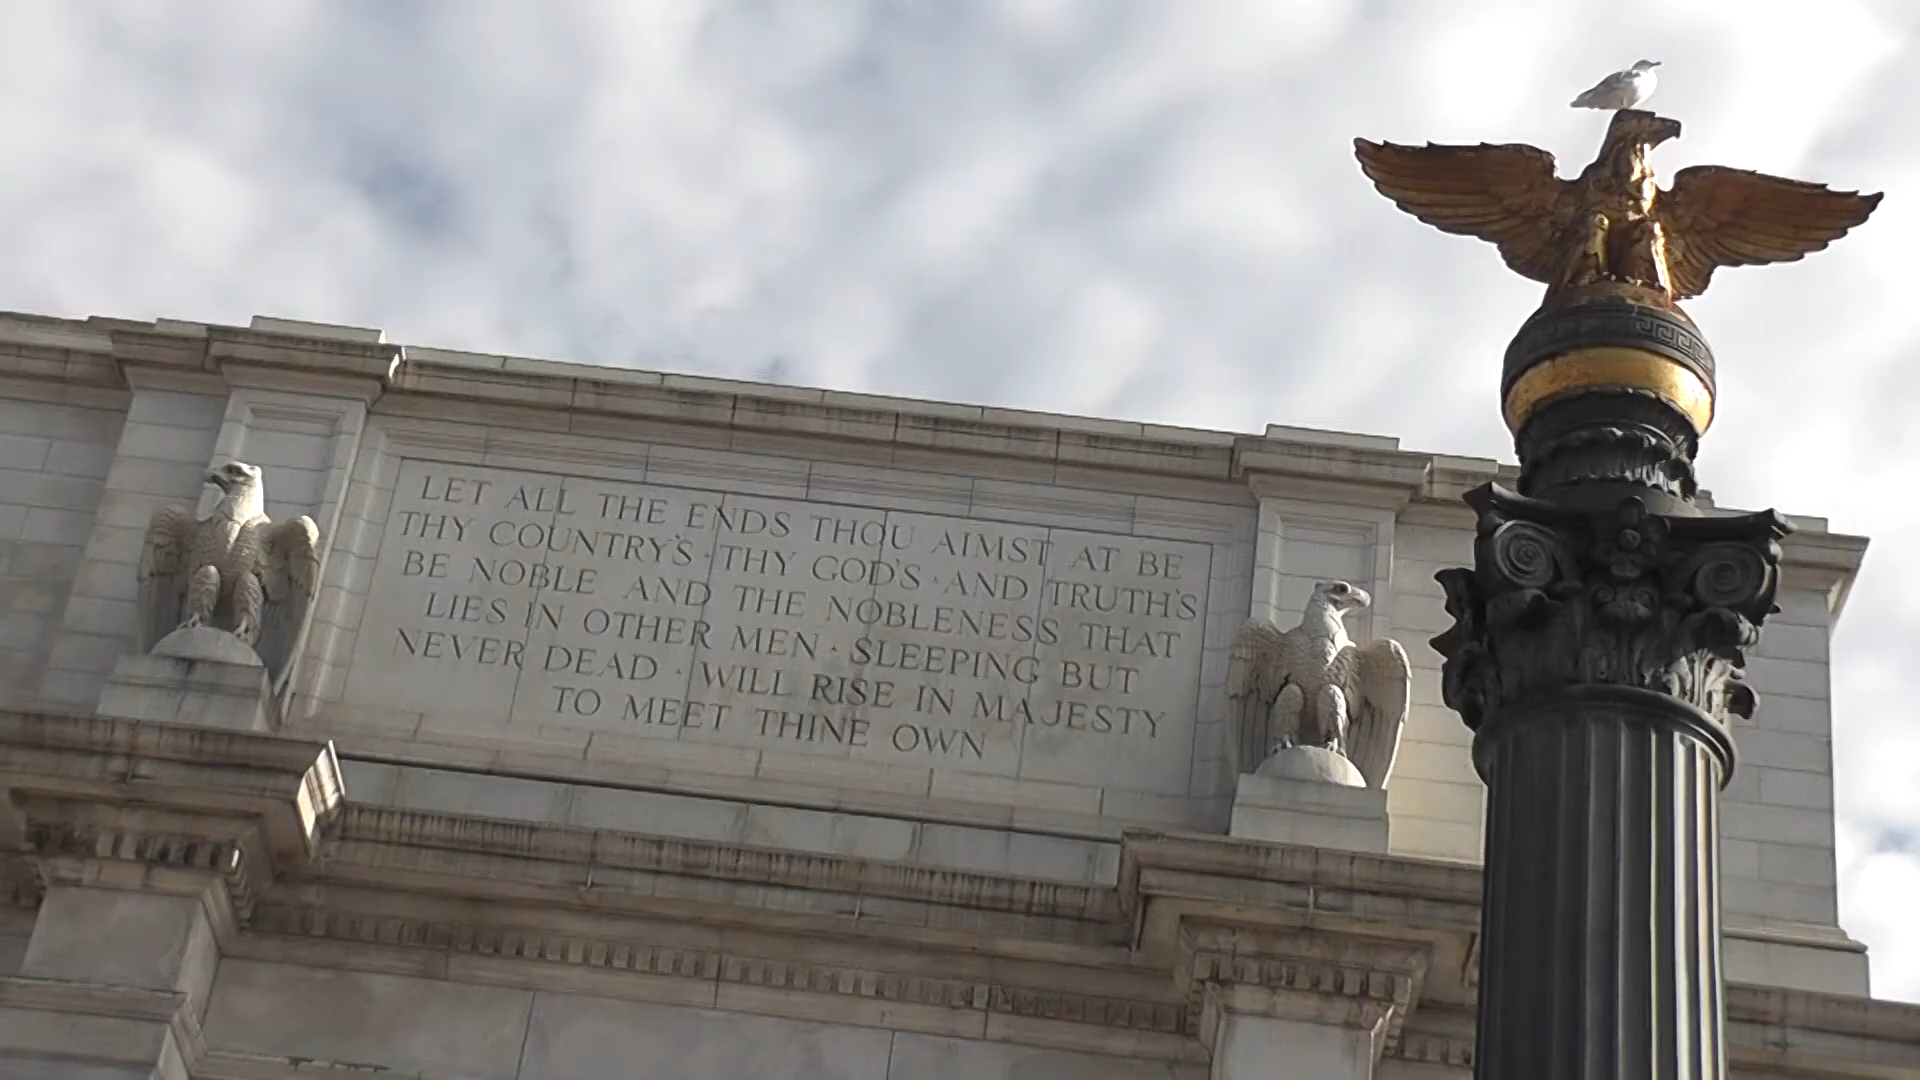 LET ALL THE ENDS THOU AIMST AT BE
THY COUNTRY'S · THY GOD'S · AND TRUTH'S
BE NOBLE AND THE NOBLENESS THAT
LIES IN OTHER MEN · SLEEPING BUT
NEVER DEAD · WILL RISE IN MAJESTY
TO MEET THINE OWN